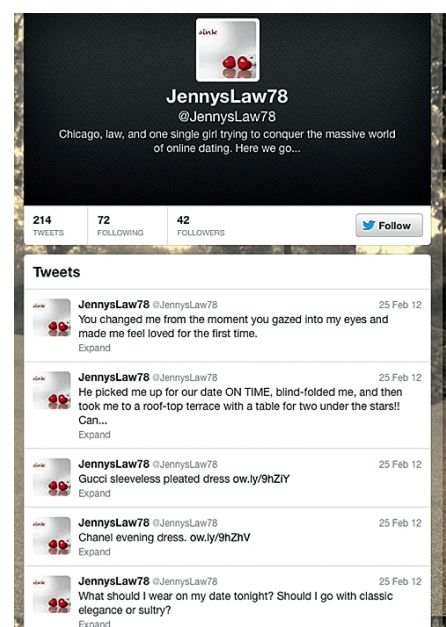 JennysLaw78
@JennysLaw78
Chicago, law, and one single girl trying to conquer the massive world
of online dating. Here we go...
214
72
42
TWEETS
FOLLOWING
FOLLOWERS
Follow
Tweets
JennysLaw78 @JennysLaw78 25 Feb 12
You changed me from the moment you gazed into my eyes and
made me feel loved for the first time.
Expand
JennysLaw78 @JennysLaw78 25 Feb 12
He picked me up for our date ON TIME, blind-folded me, and then
took me to a roof-top terrace with a table for two under the stars!!
Can...
Expand
JennysLaw78 @JennysLaw78 25 Feb 12
Gucci sleeveless pleated dress ow.ly/9hZiY
Expand
JennysLaw78 @JennysLaw78 25 Feb 12
Chanel evening dress. ow.ly/9hZhV
Expand
JennysLaw78 @JennysLaw78 25 Feb 12
What should I wear on my date tonight? Should I go with classic
elegance or sultry?
Expand